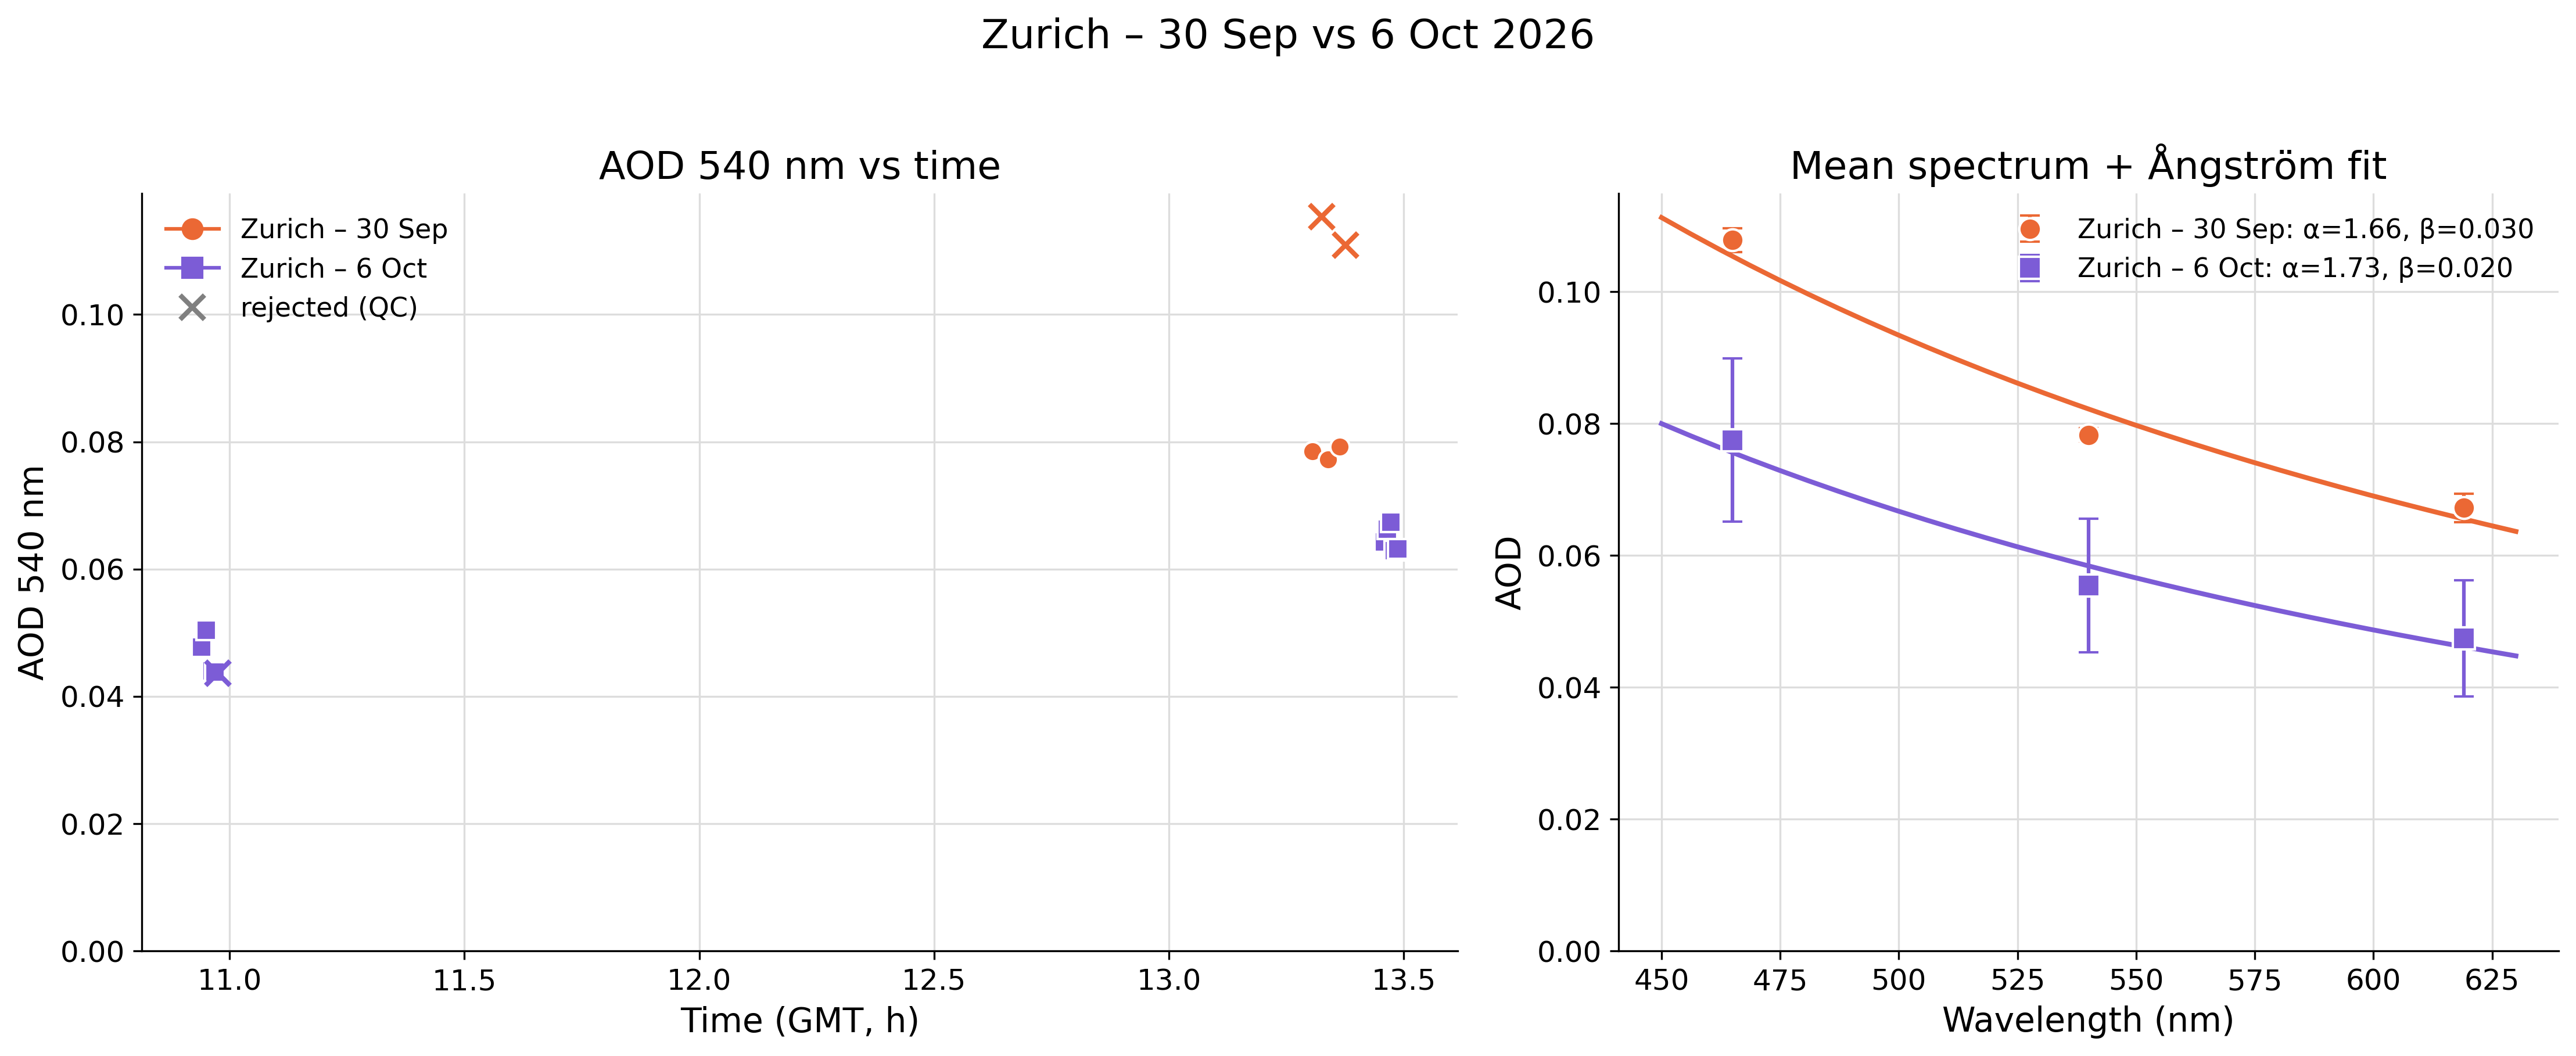 Zurich – 30 Sep vs 6 Oct 2026
AOD 540 nm vs time
Zurich – 30 Sep
Zurich – 6 Oct
rejected (QC)
AOD 540 nm
0.10
0.08
0.06
0.04
0.02
0.00
11.0 11.5 12.0 12.5 13.0 13.5
Time (GMT, h)
Mean spectrum + Ångström fit
Zurich – 30 Sep: α=1.66, β=0.030
Zurich – 6 Oct: α=1.73, β=0.020
AOD
0.10
0.08
0.06
0.04
0.02
0.00
450 475 500 525 550 575 600 625
Wavelength (nm)